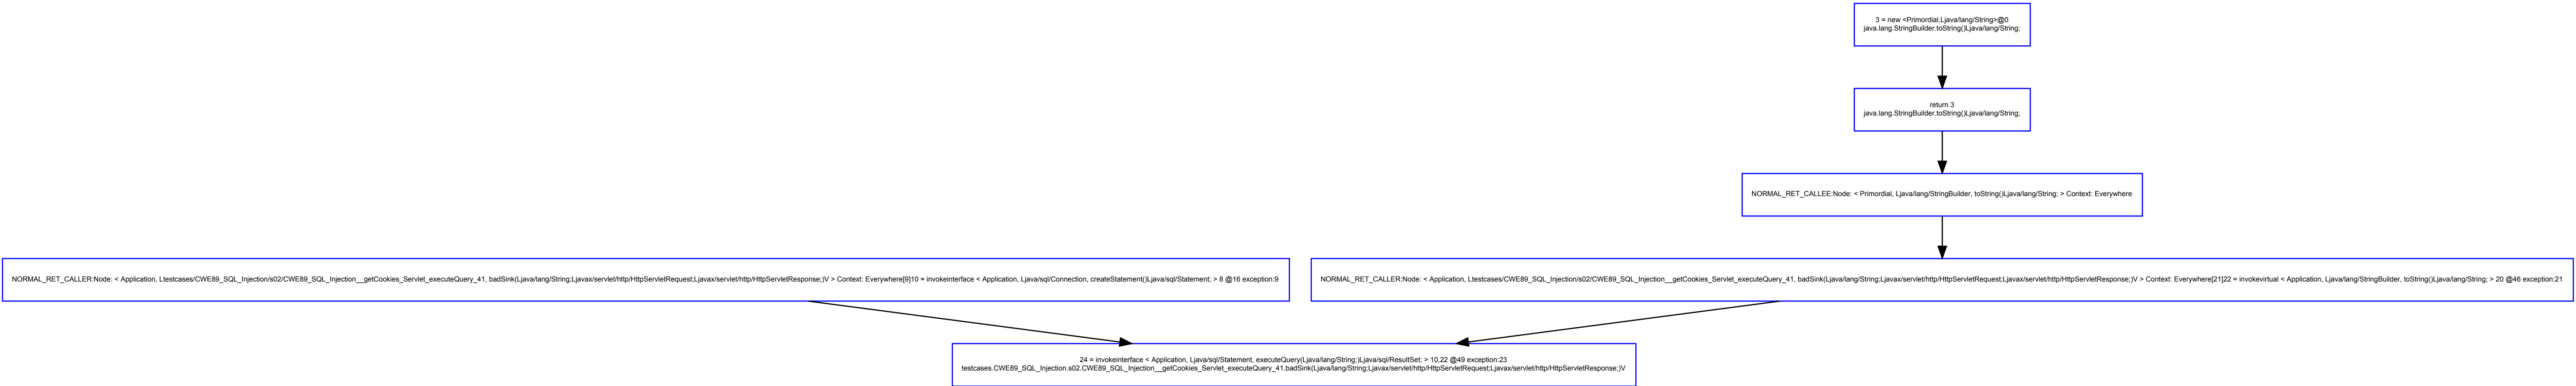 3 = new <Primordial,Ljava/lang/String>@0
java.lang.StringBuilder.toString()Ljava/lang/String;
return 3
java.lang.StringBuilder.toString()Ljava/lang/String;
NORMAL_RET_CALLEE:Node: < Primordial, Ljava/lang/StringBuilder, toString()Ljava/lang/String; > Context: Everywhere
NORMAL_RET_CALLER:Node: < Application, Ltestcases/CWE89_SQL_Injection/s02/CWE89_SQL_Injection__getCookies_Servlet_executeQuery_41, badSink(Ljava/lang/String;Ljavax/servlet/http/HttpServletRequest;Ljavax/servlet/http/HttpServletResponse;)V > Context: Everywhere[9]10 = invokeinterface < Application, Ljava/sql/Connection, createStatement()Ljava/sql/Statement; > 8 @16 exception:9
NORMAL_RET_CALLER:Node: < Application, Ltestcases/CWE89_SQL_Injection/s02/CWE89_SQL_Injection__getCookies_Servlet_executeQuery_41, badSink(Ljava/lang/String;Ljavax/servlet/http/HttpServletRequest;Ljavax/servlet/http/HttpServletResponse;)V > Context: Everywhere[21]22 = invokevirtual < Application, Ljava/lang/StringBuilder, toString()Ljava/lang/String; > 20 @46 exception:21
24 = invokeinterface < Application, Ljava/sql/Statement, executeQuery(Ljava/lang/String;)Ljava/sql/ResultSet; > 10,22 @49 exception:23
testcases.CWE89_SQL_Injection.s02.CWE89_SQL_Injection__getCookies_Servlet_executeQuery_41.badSink(Ljava/lang/String;Ljavax/servlet/http/HttpServletRequest;Ljavax/servlet/http/HttpServletResponse;)V